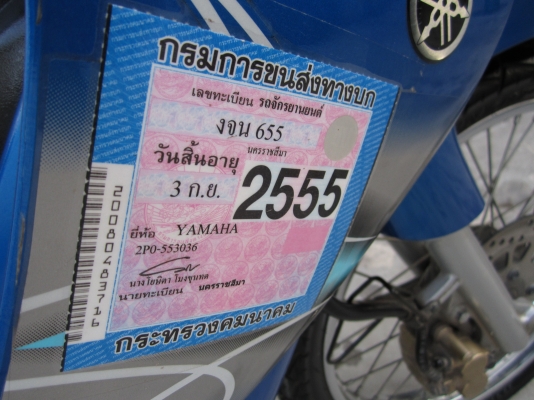 กรมการขนส่งทางบก
เลขทะเบียน รถจักรยานยนต์
งจน 655
นครราชสีมา
วันสิ้นอายุ
3 ก.ย. 2555
ยี่ห้อ YAMAHA
2P0-553036
นายทะเบียน นครราชสีมา
กระทรวงคมนาคม
20080483716